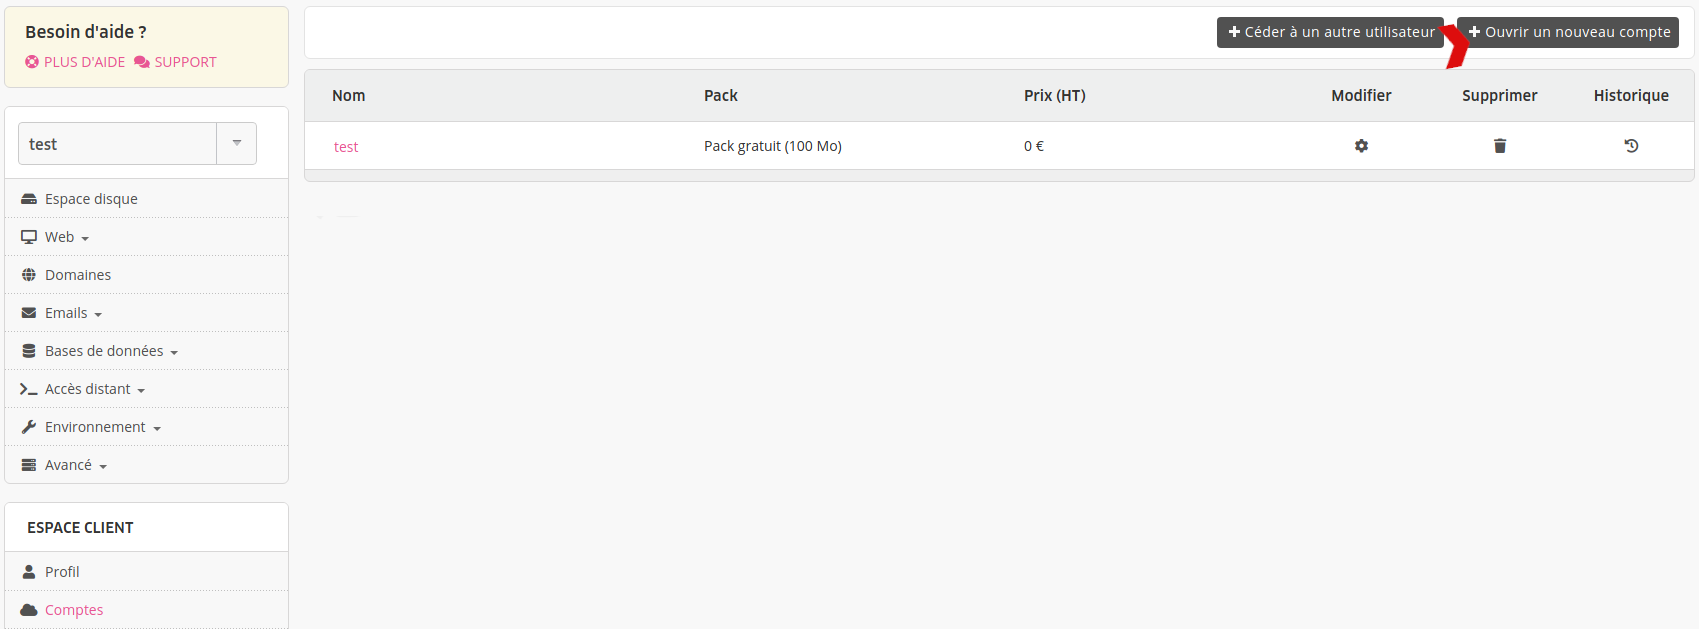 Besoin d'aide ?
PLUS D'AIDE SUPPORT
test
Espace disque
Web
Domaines
Emails
Bases de données
Accès distant
Environnement
Avancé
ESPACE CLIENT
Profil
Comptes
Céder à un autre utilisateur
Ouvrir un nouveau compte
Nom Pack Prix (HT) Modifier Supprimer Historique
test Pack gratuit (100 Mo) 0 €